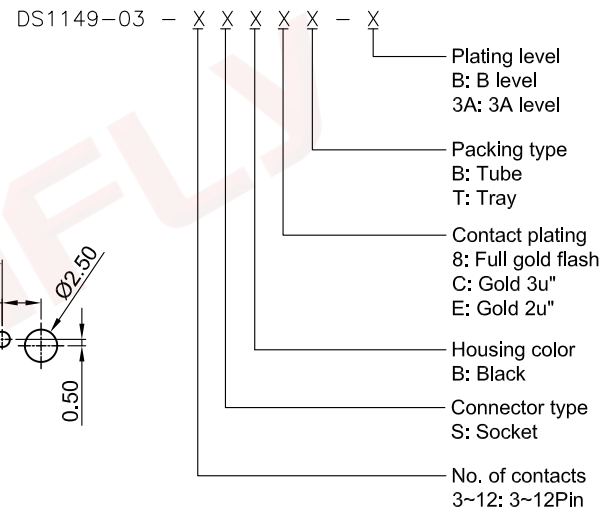 DS1149-03 - X X X X X - X
Plating level
B: B level
3A: 3A level
Packing type
B: Tube
T: Tray
Contact plating
8: Full gold flash
C: Gold 3u"
E: Gold 2u"
Housing color
B: Black
Connector type
S: Socket
No. of contacts
3~12: 3~12Pin
Ø2.50
0.50
FLY